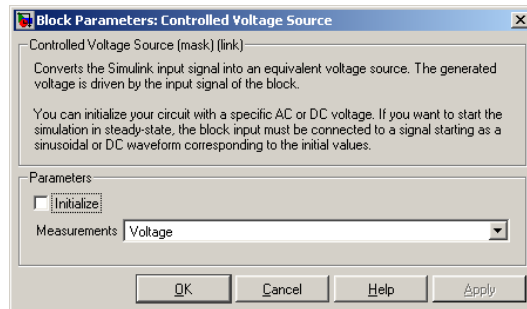 Block Parameters: Controlled Voltage Source
Controlled Voltage Source (mask) (link)
Converts the Simulink input signal into an equivalent voltage source. The generated
voltage is driven by the input signal of the block.
You can initialize your circuit with a specific AC or DC voltage. If you want to start the
simulation in steady-state, the block input must be connected to a signal starting as a
sinusoidal or DC waveform corresponding to the initial values.
Parameters
Initialize
Measurements Voltage
OK Cancel Help Apply